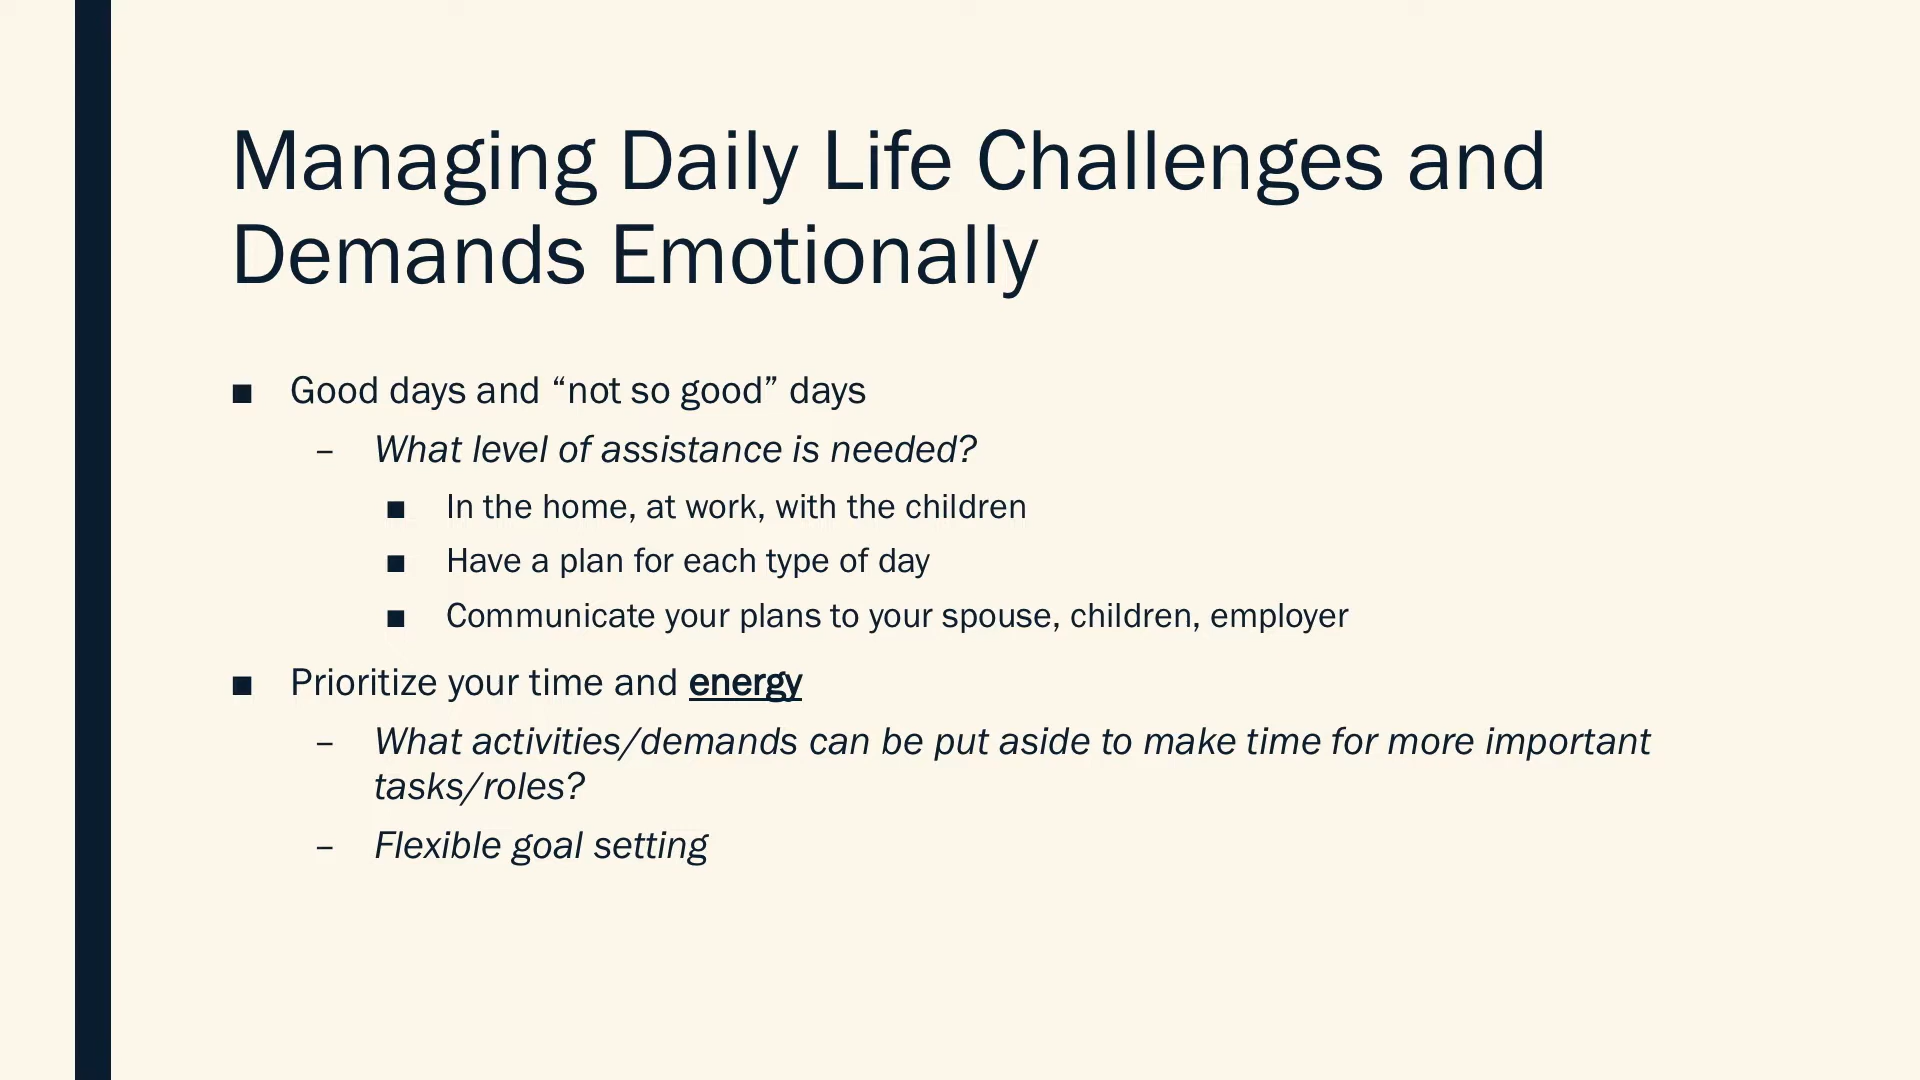 Managing Daily Life Challenges and
Demands Emotionally
■ Good days and “not so good” days
– What level of assistance is needed?
■ In the home, at work, with the children
■ Have a plan for each type of day
■ Communicate your plans to your spouse, children, employer
■ Prioritize your time and energy
– What activities/demands can be put aside to make time for more important
tasks/roles?
– Flexible goal setting